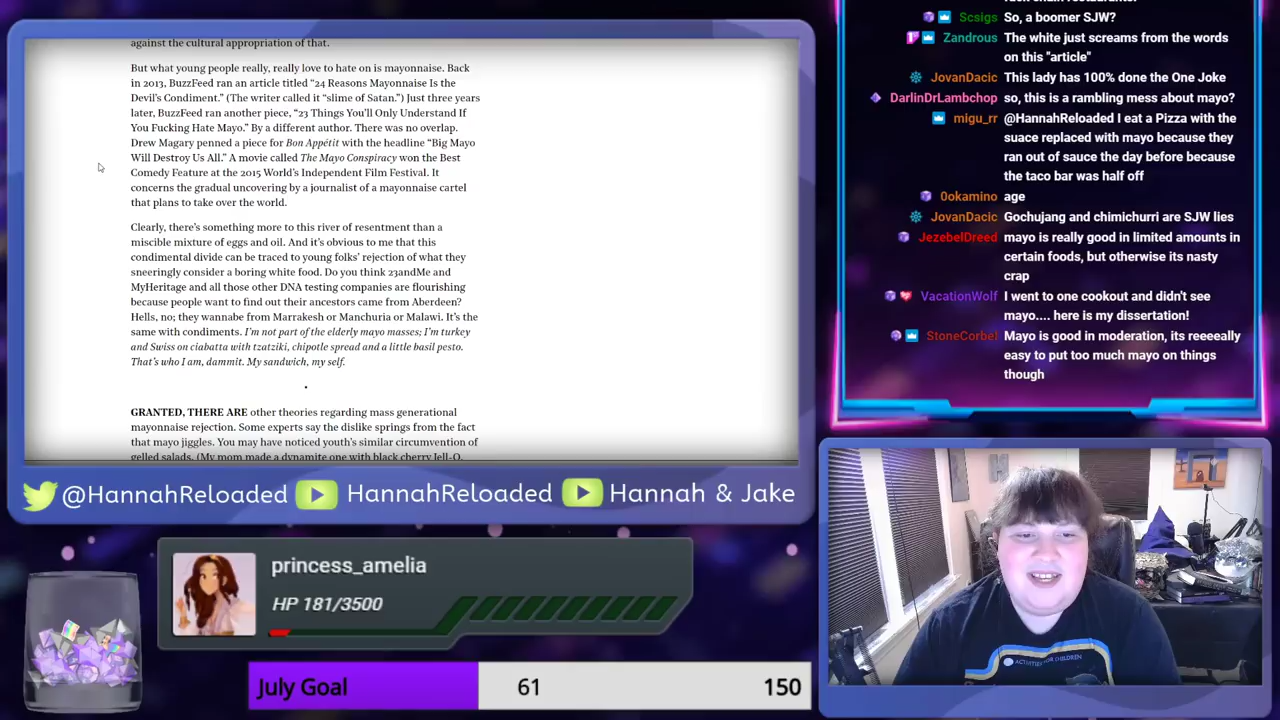 against the cultural appropriation of that.
But what young people really, really love to hate on is mayonnaise. Back
in 2013, BuzzFeed ran an article titled “24 Reasons Mayonnaise Is the
Devil’s Condiment.” (The writer called it “slime of Satan.”) Just three years
later, BuzzFeed ran another piece, “23 Things You’ll Only Understand If
You Fucking Hate Mayo.” By a different author. There was no overlap.
Drew Magary penned a piece for Bon Appétit with the headline “Big Mayo
Will Destroy Us All.” A movie called The Mayo Conspiracy won the Best
Comedy Feature at the 2015 World’s Independent Film Festival. It
concerns the gradual uncovering by a journalist of a mayonnaise cartel
that plans to take over the world.
Clearly, there’s something more to this river of resentment than a
miscible mixture of eggs and oil. And it’s obvious to me that this
condimental divide can be traced to young folks’ rejection of what they
sneeringly consider a boring white food. Do you think 23andMe and
MyHeritage and all those other DNA testing companies are flourishing
because people want to find out their ancestors came from Aberdeen?
Hells, no; they wannabe from Marrakesh or Manchuria or Malawi. It’s the
same with condiments. I’m not part of the elderly mayo masses; I’m turkey
and Swiss on ciabatta with tzatziki, chipotle spread and a little basil pesto.
That’s who I am, dammit. My sandwich, my self.
•
GRANTED, THERE ARE other theories regarding mass generational
mayonnaise rejection. Some experts say the dislike springs from the fact
that mayo jiggles. You may have noticed youth’s similar circumvention of
gelled salads. (My mom made a dynamite one with black cherry Jell-O,
@HannahReloaded HannahReloaded Hannah & Jake
princess_amelia
HP 181/3500
July Goal 61 150
Scsigs So, a boomer SJW?
Zandrous The white just screams from the words
on this "article"
JovanDacic This lady has 100% done the One Joke
DarlinDrLambchop so, this is a rambling mess about mayo?
migu_rr @HannahReloaded I eat a Pizza with the
suace replaced with mayo because they
ran out of sauce the day before because
the taco bar was half off
0okamino age
JovanDacic Gochujang and chimichurri are SJW lies
JezebelDreed mayo is really good in limited amounts in
certain foods, but otherwise its nasty
crap
VacationWolf I went to one cookout and didn't see
mayo.... here is my dissertation!
StoneCorbel Mayo is good in moderation, its reeeeally
easy to put too much mayo on things
though
ACTIVITIES FOR CHILDREN